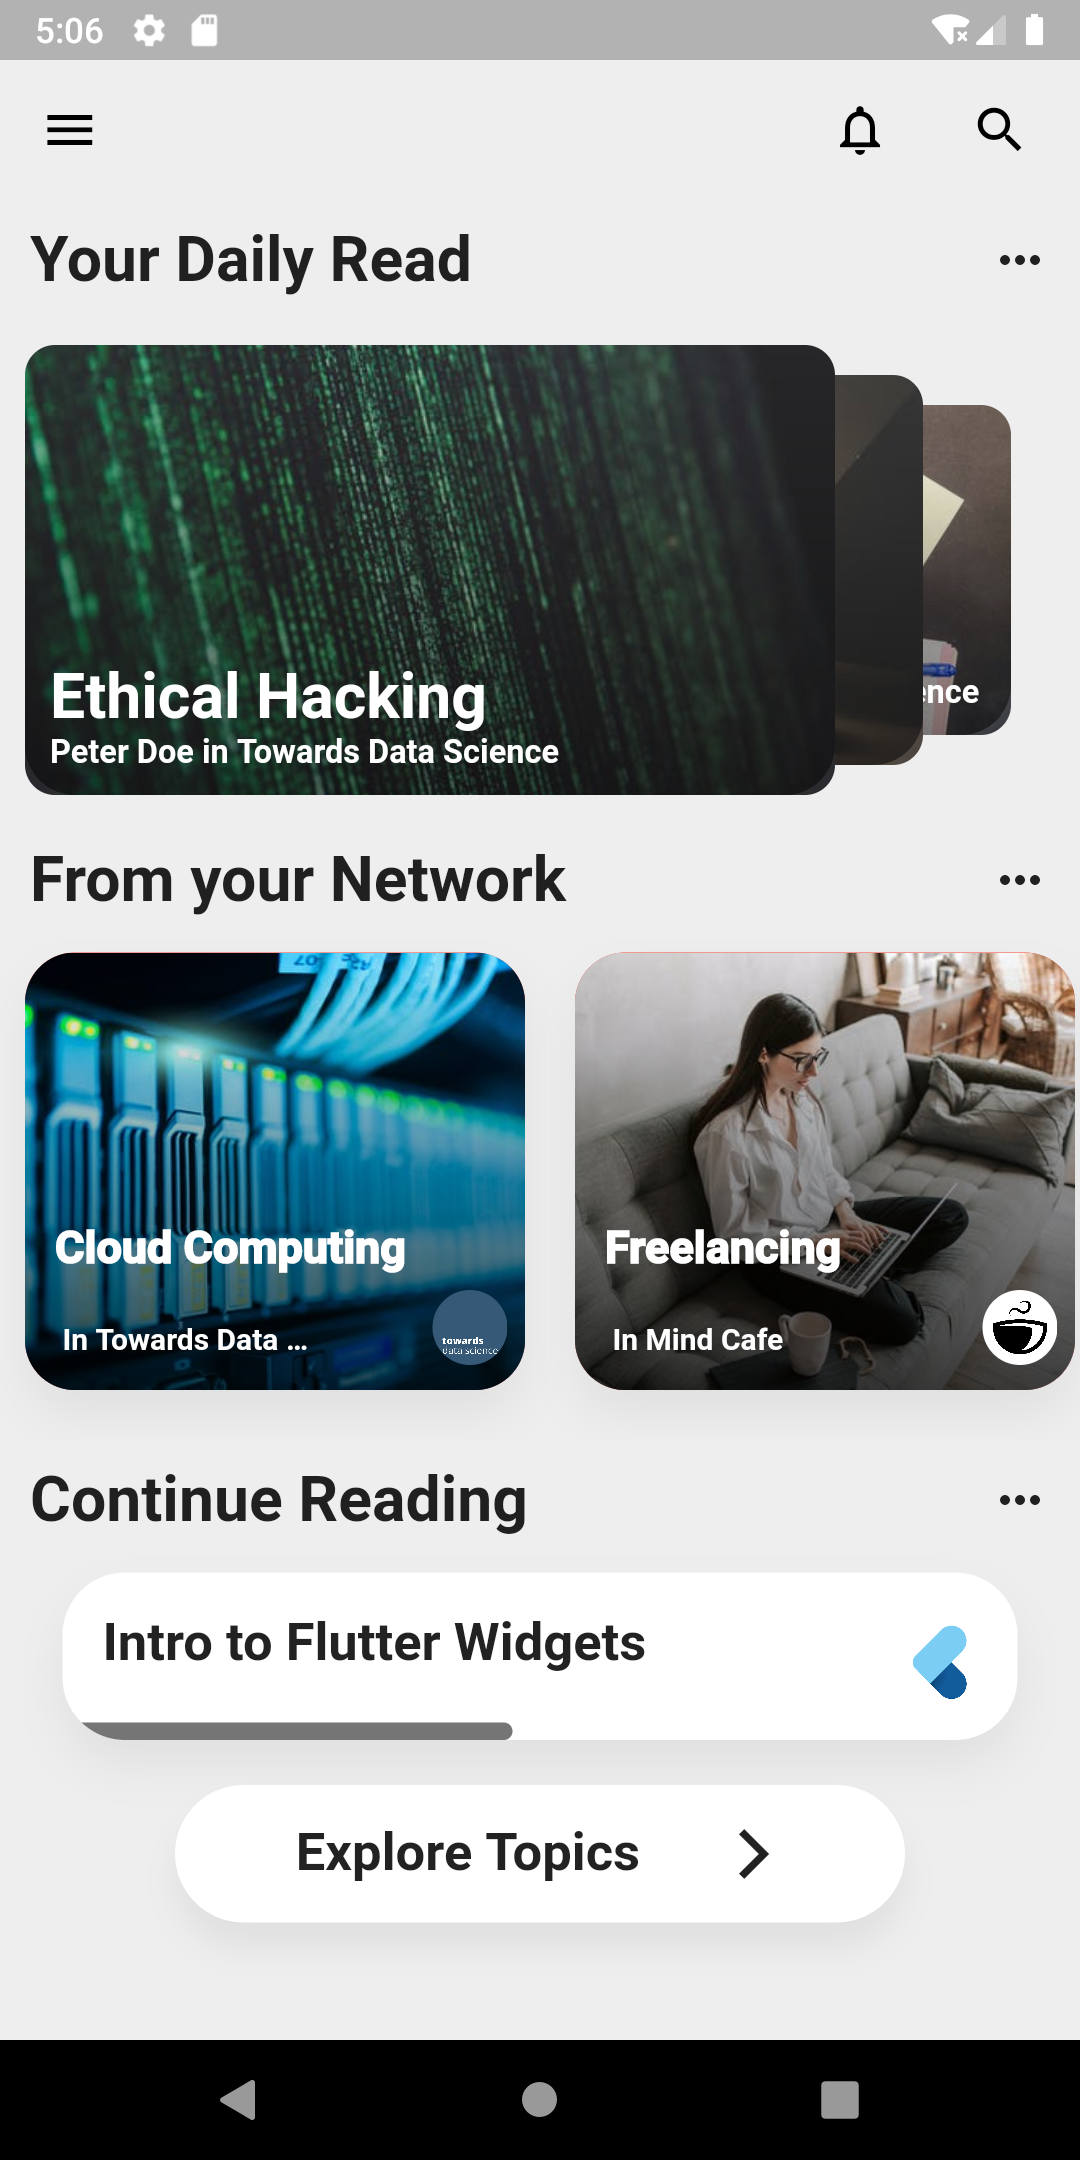 5:06
Your Daily Read
Ethical Hacking
Peter Doe in Towards Data Science
ence
From your Network
Cloud Computing
In Towards Data ...
towards
data science
Freelancing
In Mind Cafe
Continue Reading
Intro to Flutter Widgets
Explore Topics